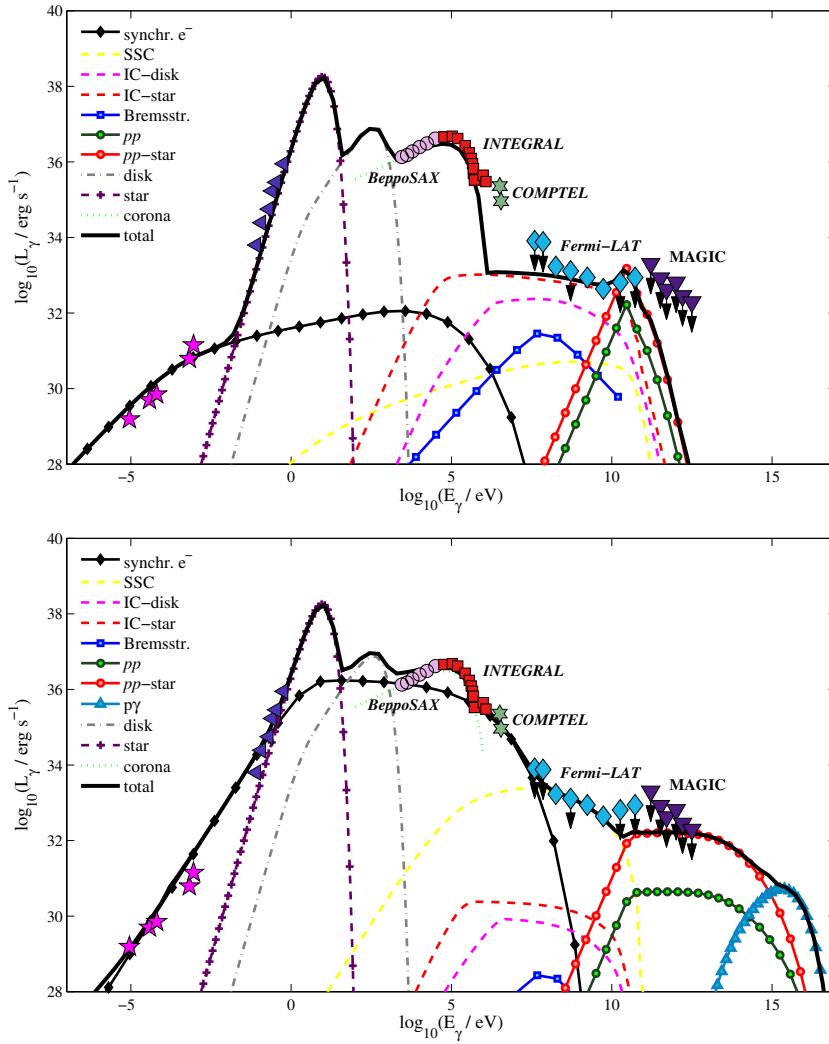 40
38
36
34
32
30
28
log10(Lγ / erg s−1)
synchr. e−
SSC
IC−disk
IC−star
Bremsstr.
pp
pp−star
disk
star
corona
total
BeppoSAX
INTEGRAL
COMPTEL
Fermi−LAT
MAGIC
−5 0 5 10 15
log10(Eγ / eV)
40
38
36
34
32
30
28
log10(Lγ / erg s−1)
synchr. e−
SSC
IC−disk
IC−star
Bremsstr.
pp
pp−star
pγ
disk
star
corona
total
BeppoSAX
INTEGRAL
COMPTEL
Fermi−LAT
MAGIC
−5 0 5 10 15
log10(Eγ / eV)